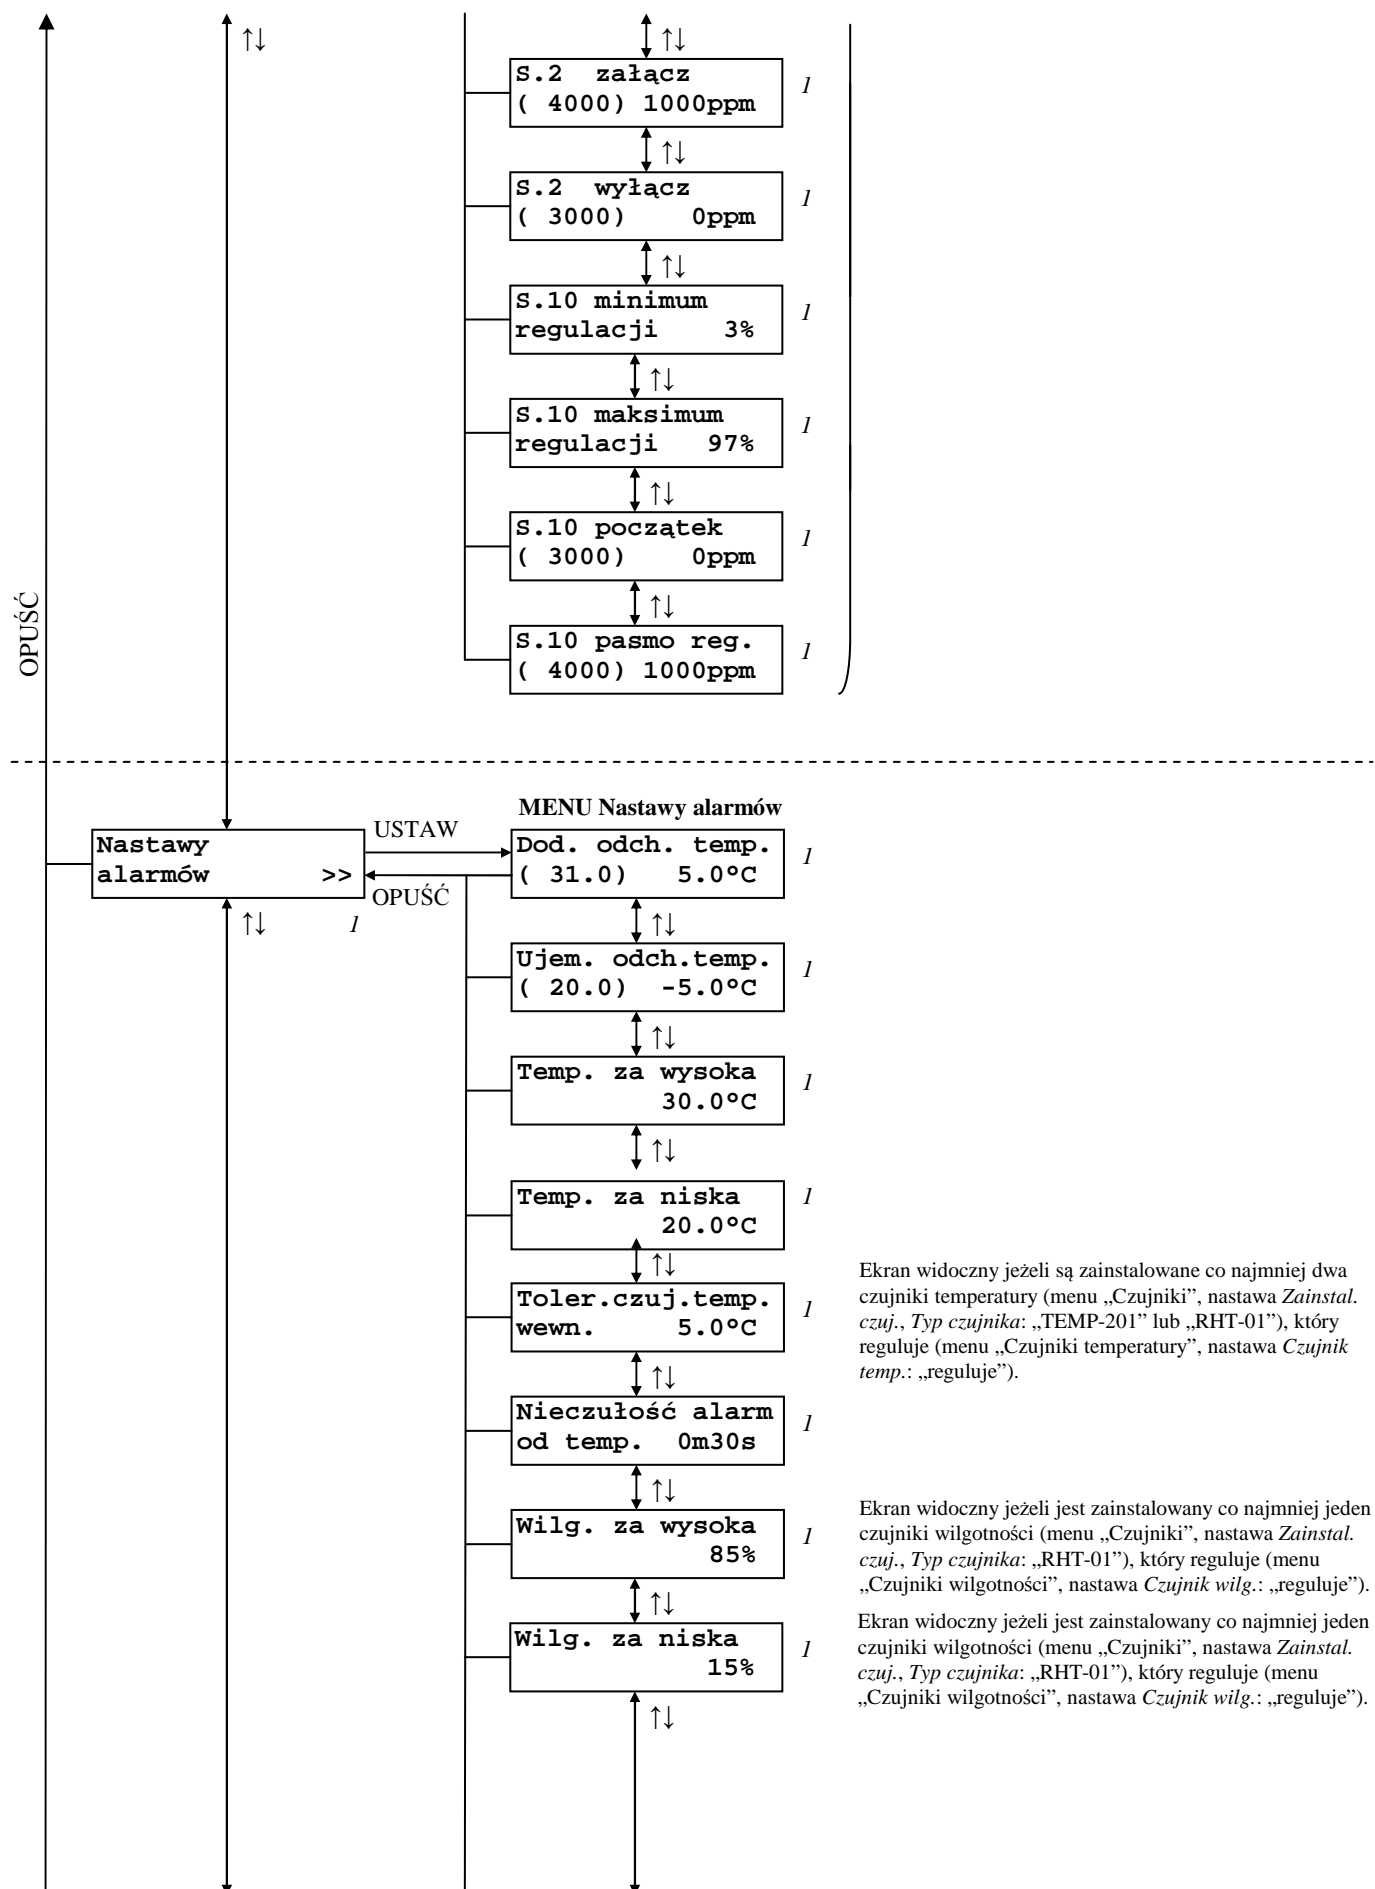 ↑↓
↑↓
S.2  załącz
( 4000) 1000ppm
1
↑↓
S.2  wyłącz
( 3000)    0ppm
1
↑↓
S.10 minimum
regulacji    3%
1
↑↓
S.10 maksimum
regulacji   97%
1
↑↓
S.10 początek
( 3000)    0ppm
1
↑↓
S.10 pasmo reg.
( 4000) 1000ppm
1
OPUŚĆ
MENU Nastawy alarmów
Nastawy
alarmów      >>
1
USTAW
OPUŚĆ
↑↓
Dod. odch. temp.
( 31.0)   5.0°C
1
↑↓
Ujem. odch.temp.
( 20.0)  -5.0°C
1
↑↓
Temp. za wysoka
30.0°C
1
↑↓
Temp. za niska
20.0°C
1
↑↓
Toler.czuj.temp.
wewn.     5.0°C
1
Ekran widoczny jeżeli są zainstalowane co najmniej dwa
czujniki temperatury (menu „Czujniki”, nastawa Zainstal.
czuj., Typ czujnika: „TEMP-201” lub „RHT-01”), który
reguluje (menu „Czujniki temperatury”, nastawa Czujnik
temp.: „reguluje”).
↑↓
Nieczułość alarm
od temp.  0m30s
1
↑↓
Wilg. za wysoka
85%
1
Ekran widoczny jeżeli jest zainstalowany co najmniej jeden
czujniki wilgotności (menu „Czujniki”, nastawa Zainstal.
czuj., Typ czujnika: „RHT-01”), który reguluje (menu
„Czujniki wilgotności”, nastawa Czujnik wilg.: „reguluje”).
↑↓
Wilg. za niska
15%
1
Ekran widoczny jeżeli jest zainstalowany co najmniej jeden
czujniki wilgotności (menu „Czujniki”, nastawa Zainstal.
czuj., Typ czujnika: „RHT-01”), który reguluje (menu
„Czujniki wilgotności”, nastawa Czujnik wilg.: „reguluje”).
↑↓